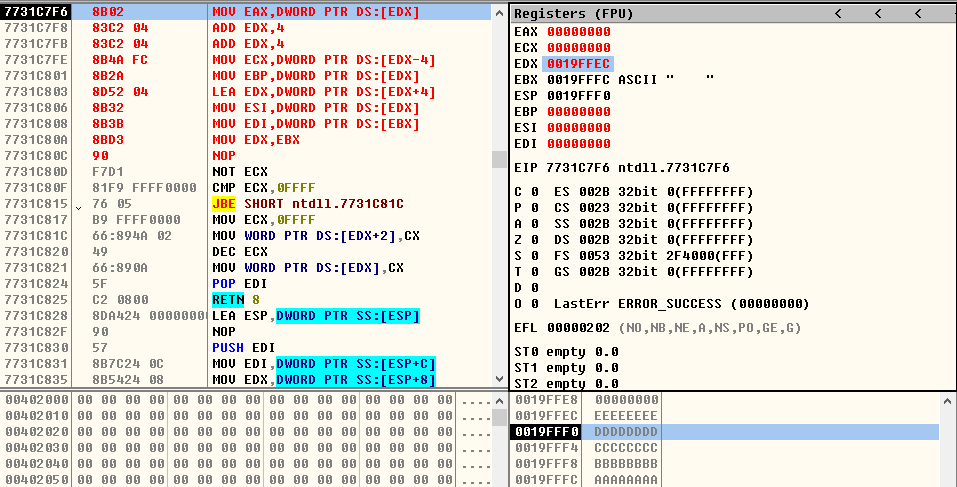 7731C7F6 8B02 MOV EAX,DWORD PTR DS:[EDX]
7731C7F8 83C2 04 ADD EDX,4
7731C7FB 83C2 04 ADD EDX,4
7731C7FE 8B4A FC MOV ECX,DWORD PTR DS:[EDX-4]
7731C801 8B2A MOV EBP,DWORD PTR DS:[EDX]
7731C803 8D52 04 LEA EDX,DWORD PTR DS:[EDX+4]
7731C806 8B32 MOV ESI,DWORD PTR DS:[EDX]
7731C808 8B3B MOV EDI,DWORD PTR DS:[EBX]
7731C80A 8BD3 MOV EDX,EBX
7731C80C 90 NOP
7731C80D F7D1 NOT ECX
7731C80F 81F9 FFFF0000 CMP ECX,0FFFF
7731C815 76 05 JBE SHORT ntdll.7731C81C
7731C817 B9 FFFF0000 MOV ECX,0FFFF
7731C81C 66:894A 02 MOV WORD PTR DS:[EDX+2],CX
7731C820 49 DEC ECX
7731C821 66:890A MOV WORD PTR DS:[EDX],CX
7731C824 5F POP EDI
7731C825 C2 0800 RETN 8
7731C828 8DA424 00000000 LEA ESP,DWORD PTR SS:[ESP]
7731C82F 90 NOP
7731C830 57 PUSH EDI
7731C831 8B7C24 0C MOV EDI,DWORD PTR SS:[ESP+C]
7731C835 8B5424 08 MOV EDX,DWORD PTR SS:[ESP+8]
Registers (FPU) < < <
EAX 00000000
ECX 00000000
EDX 0019FFEC
EBX 0019FFFC ASCII "    "
ESP 0019FFF0
EBP 00000000
ESI 00000000
EDI 00000000
EIP 7731C7F6 ntdll.7731C7F6
C 0 ES 002B 32bit 0(FFFFFFFF)
P 0 CS 0023 32bit 0(FFFFFFFF)
A 0 SS 002B 32bit 0(FFFFFFFF)
Z 0 DS 002B 32bit 0(FFFFFFFF)
S 0 FS 0053 32bit 2F4000(FFF)
T 0 GS 002B 32bit 0(FFFFFFFF)
D 0
O 0 LastErr ERROR_SUCCESS (00000000)
EFL 00000202 (NO,NB,NE,A,NS,PO,GE,G)
ST0 empty 0.0
ST1 empty 0.0
ST2 empty 0.0
00402000 00 00 00 00 00 00 00 00 00 00 00 00 00 00 00 00 ....
00402010 00 00 00 00 00 00 00 00 00 00 00 00 00 00 00 00 ....
00402020 00 00 00 00 00 00 00 00 00 00 00 00 00 00 00 00 ....
00402030 00 00 00 00 00 00 00 00 00 00 00 00 00 00 00 00 ....
00402040 00 00 00 00 00 00 00 00 00 00 00 00 00 00 00 00 ....
00402050 00 00 00 00 00 00 00 00 00 00 00 00 00 00 00 00 ....
0019FFE8 00000000
0019FFEC EEEEEEEE
0019FFF0 DDDDDDDD
0019FFF4 CCCCCCCC
0019FFF8 BBBBBBBB
0019FFFC AAAAAAAA